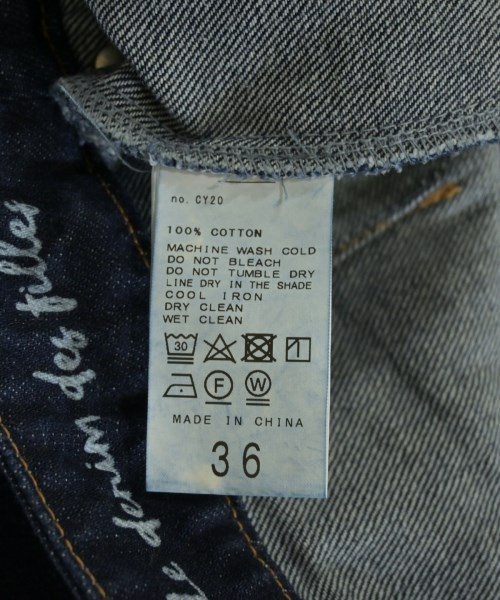 no. CY20
100% COTTON
MACHINE WASH COLD
DO NOT BLEACH
DO NOT TUMBLE DRY
LINE DRY IN THE SHADE
COOL IRON
DRY CLEAN
WET CLEAN
30
F W
MADE IN CHINA
36
le denim des filles